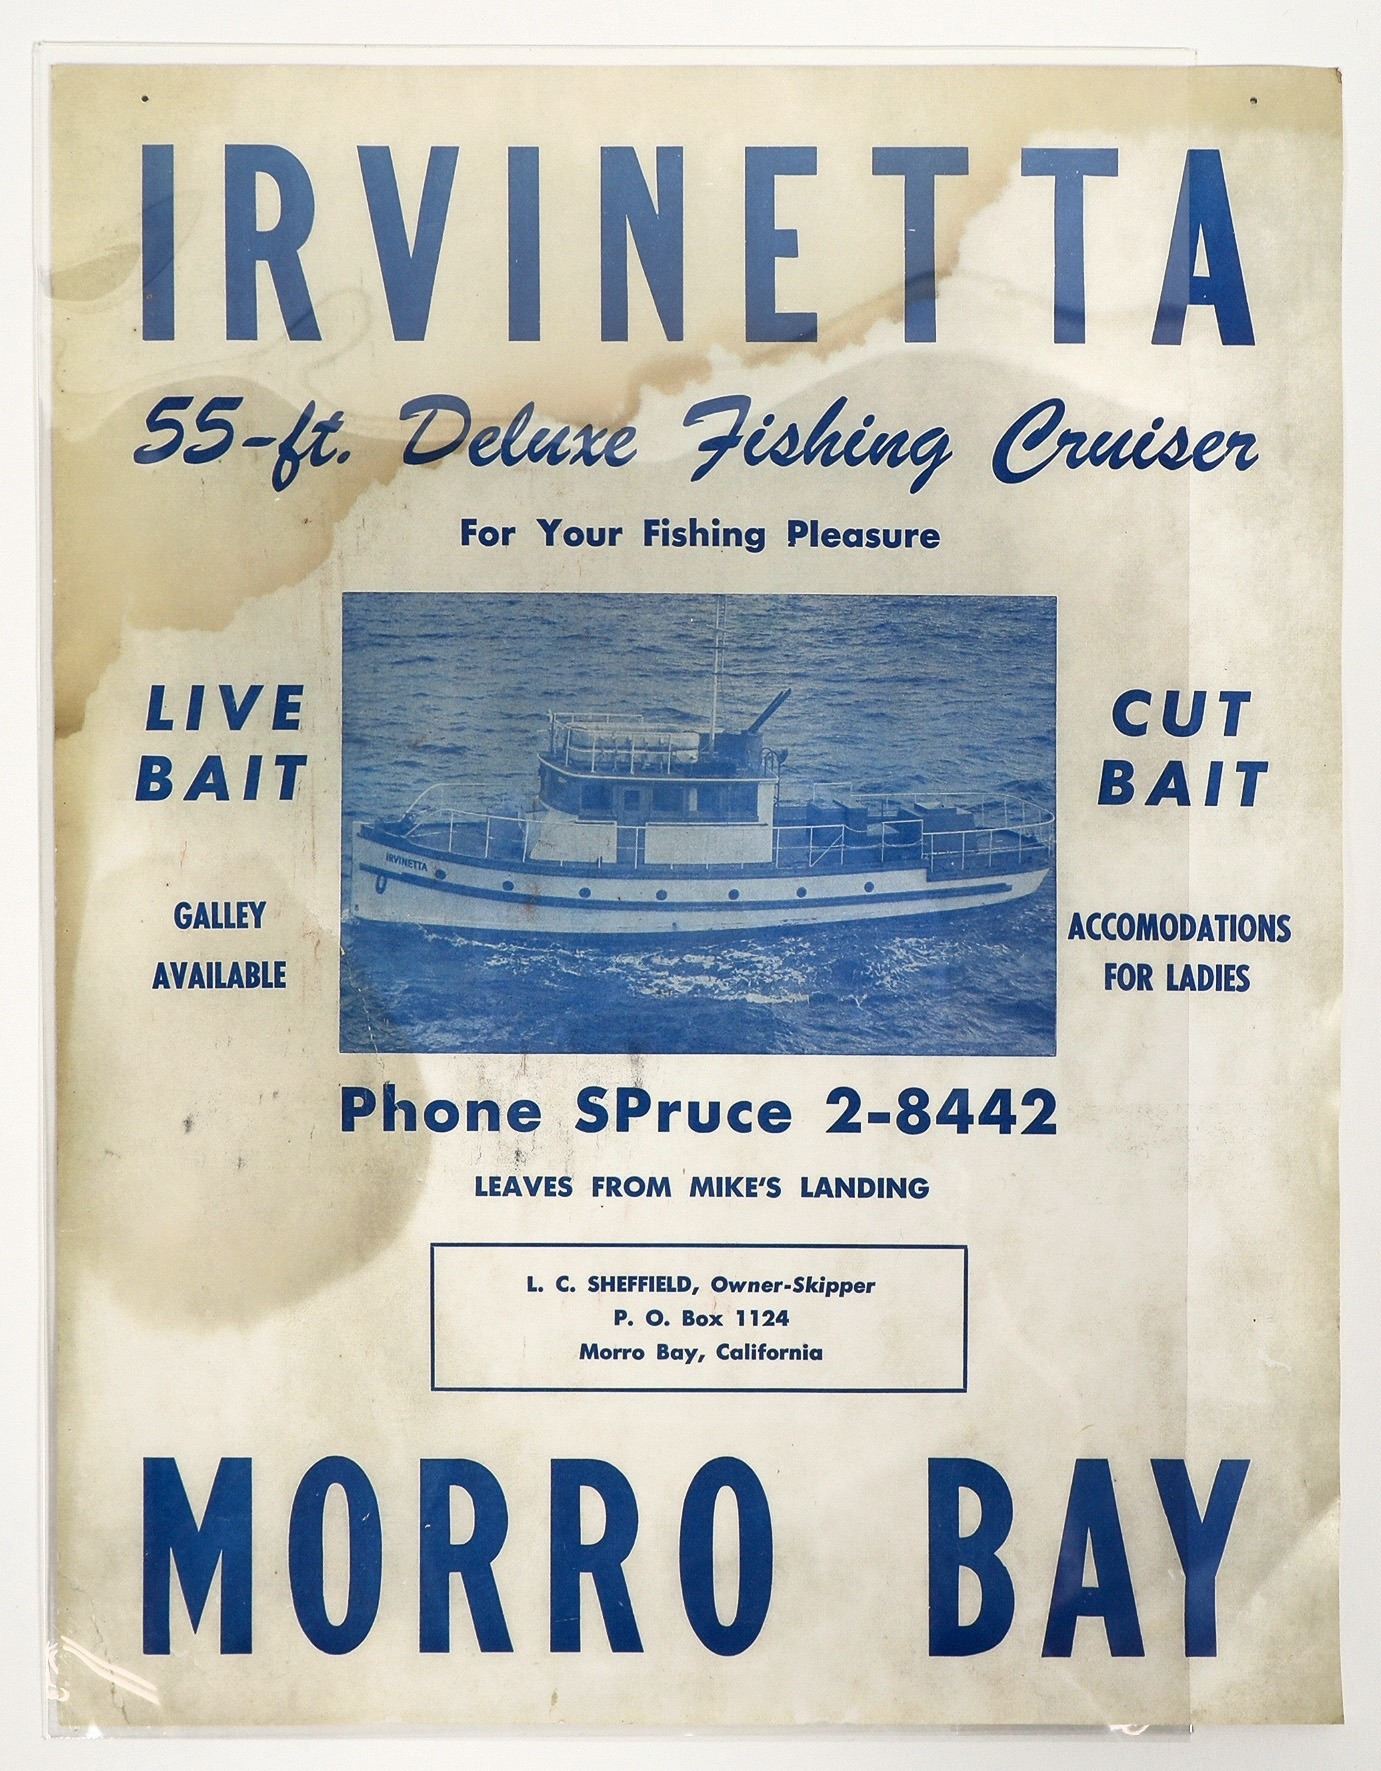 IRVINETTA
55-ft. Deluxe Fishing Cruiser
For Your Fishing Pleasure
LIVE
BAIT
CUT
BAIT
IRVINETTA
GALLEY
AVAILABLE
ACCOMODATIONS
FOR LADIES
Phone SPruce 2-8442
LEAVES FROM MIKE'S LANDING
L. C. SHEFFIELD, Owner-Skipper
P. O. Box 1124
Morro Bay, California
MORRO BAY